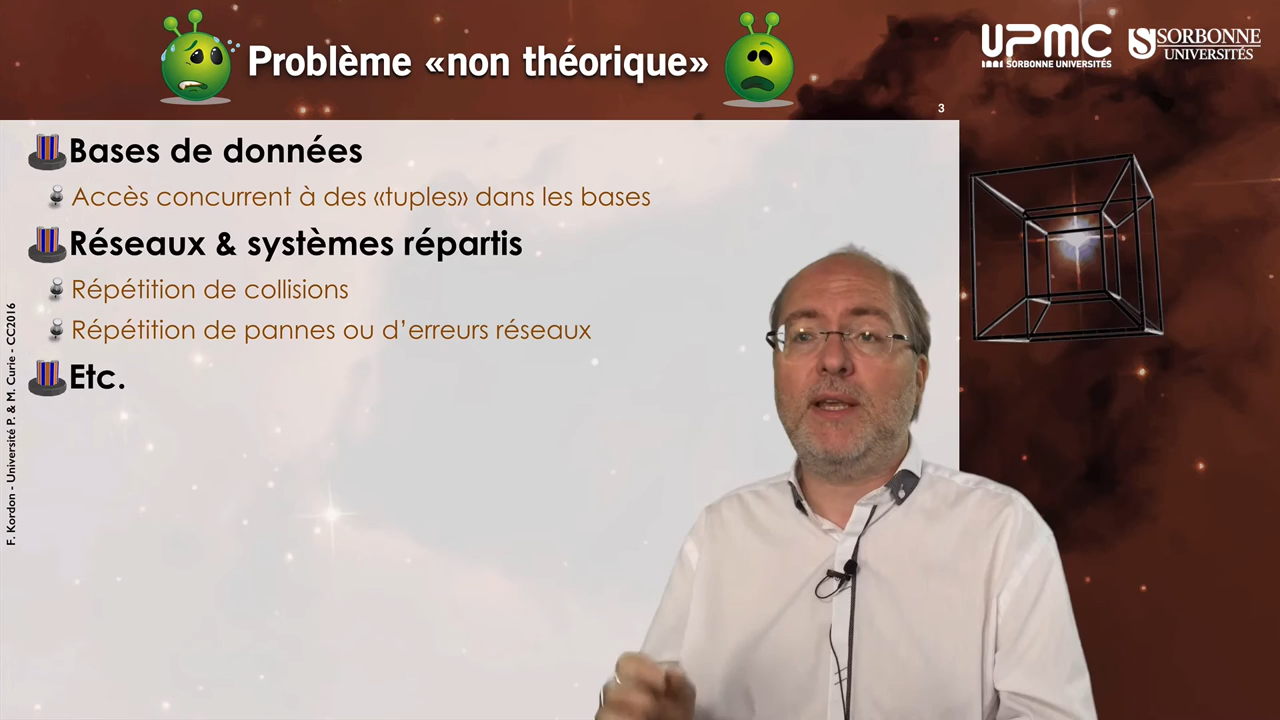 Problème «non théorique»
UPMC
SORBONNE UNIVERSITÉS
SORBONNE
UNIVERSITÉS
3
Bases de données
Accès concurrent à des «tuples» dans les bases
Réseaux & systèmes répartis
Répétition de collisions
Répétition de pannes ou d’erreurs réseaux
Etc.
F. Kordon - Université P. & M. Curie - CC2016